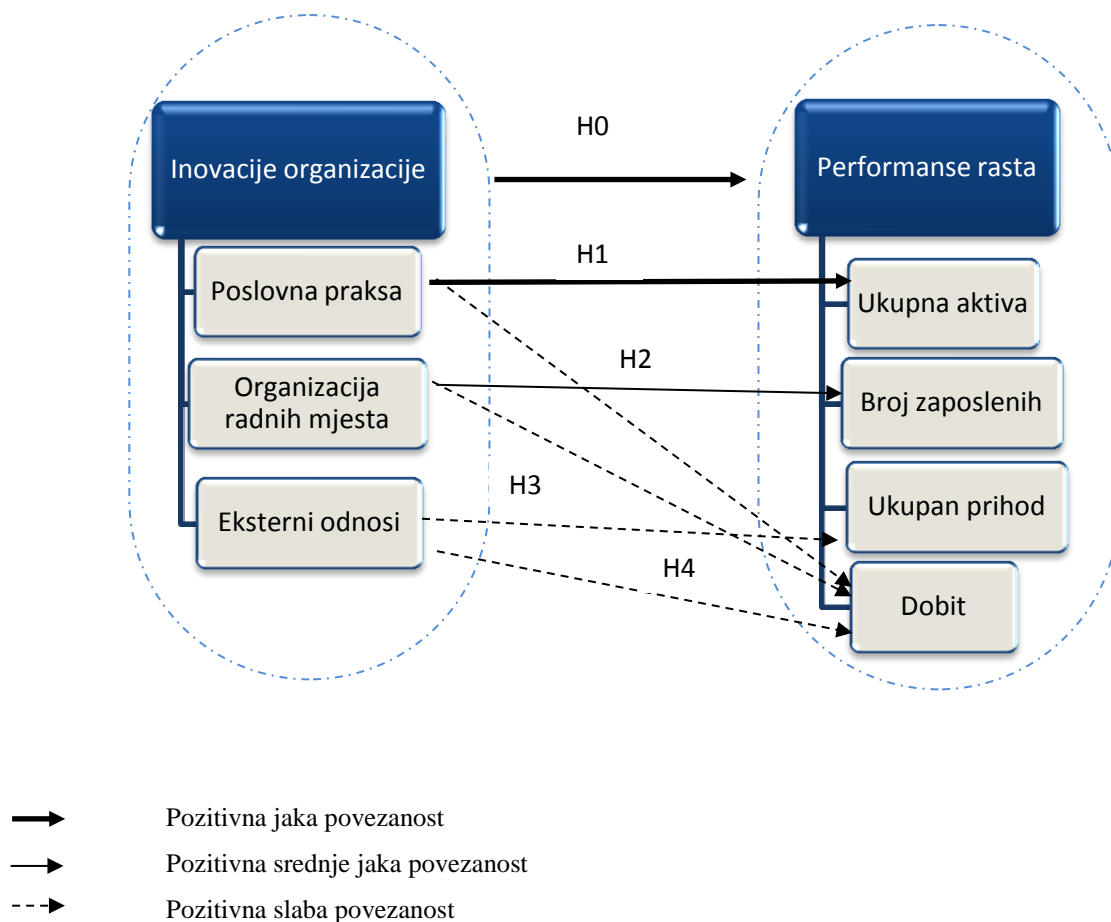 H0
Inovacije organizacije
Performanse rasta
H1
Poslovna praksa
Ukupna aktiva
H2
Organizacija
radnih mjesta
Broj zaposlenih
H3
Eksterni odnosi
Ukupan prihod
H4
Dobit
Pozitivna jaka povezanost
Pozitivna srednje jaka povezanost
Pozitivna slaba povezanost